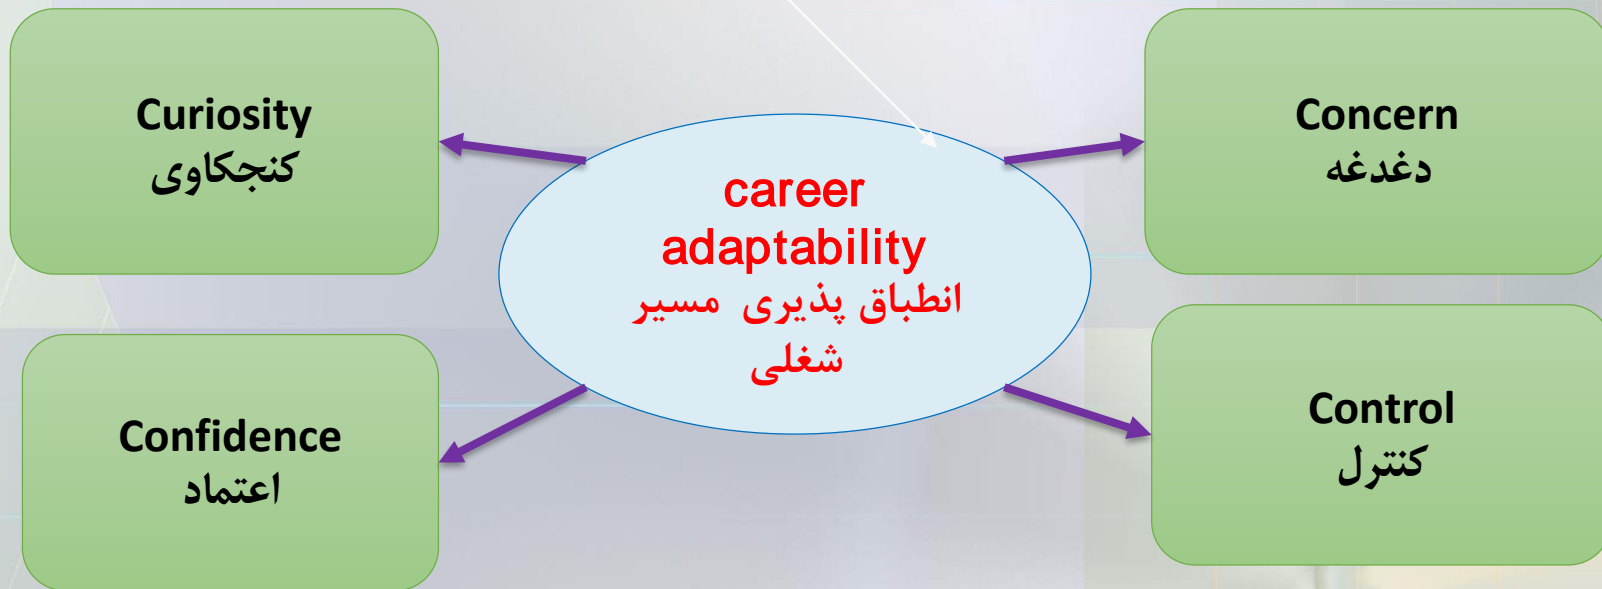 Curiosity
کنجکاوی
Concern
دغدغه
career
adaptability
انطباق پذیری مسیر
شغلی
Confidence
اعتماد
Control
کنترل